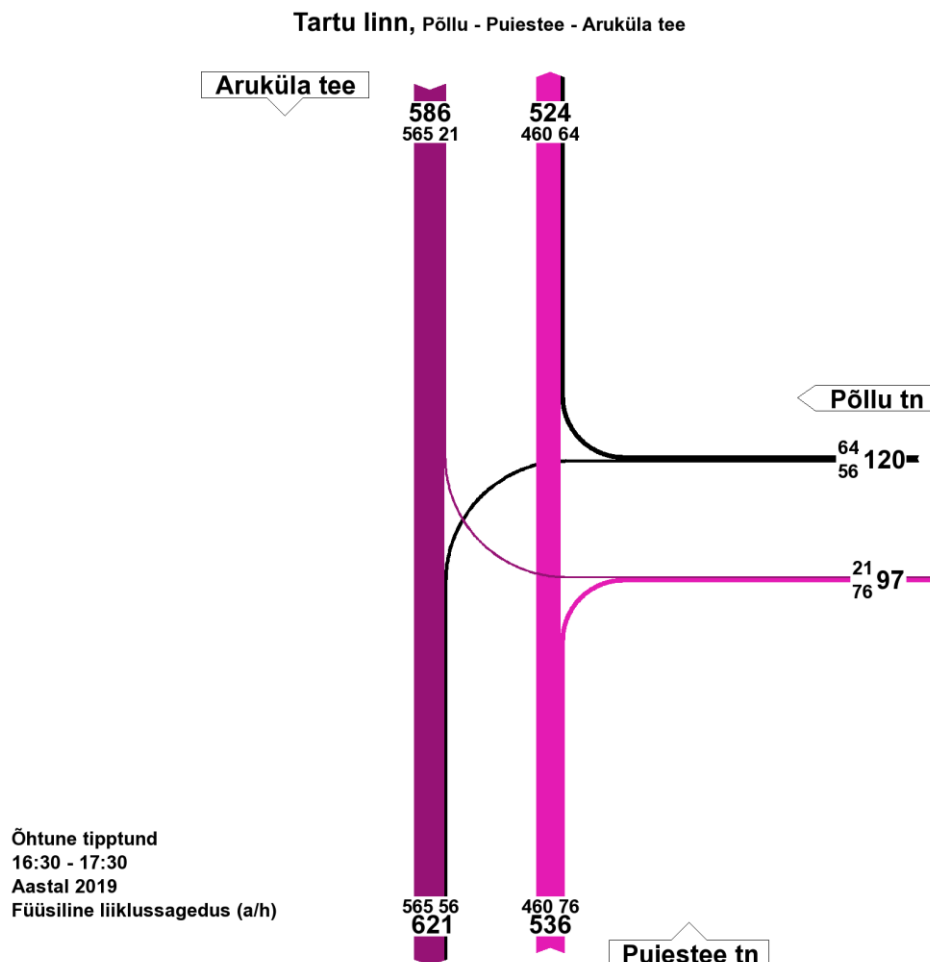 Tartu linn, Põllu - Puiestee - Aruküla tee
Aruküla tee
586
565 21
524
460 64
Põllu tn
64
56
120
21
76
97
Õhtune tipptund
16:30 - 17:30
Aastal 2019
Füüsiline liiklussagedus (a/h)
565 56
621
460 76
536
Puiestee tn